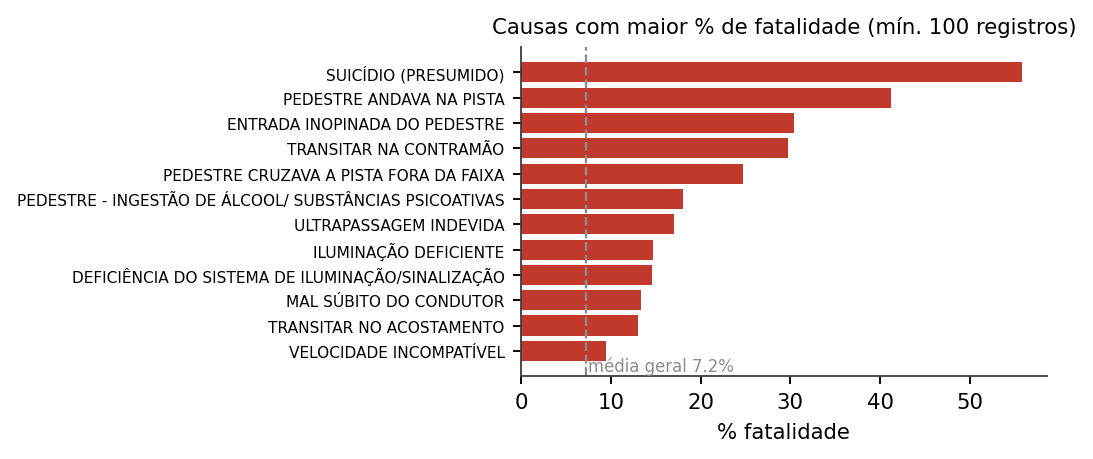 Causas com maior % de fatalidade (mín. 100 registros)
SUICÍDIO (PRESUMIDO)
PEDESTRE ANDAVA NA PISTA
ENTRADA INOPINADA DO PEDESTRE
TRANSITAR NA CONTRAMÃO
PEDESTRE CRUZAVA A PISTA FORA DA FAIXA
PEDESTRE - INGESTÃO DE ÁLCOOL/ SUBSTÂNCIAS PSICOATIVAS
ULTRAPASSAGEM INDEVIDA
ILUMINAÇÃO DEFICIENTE
DEFICIÊNCIA DO SISTEMA DE ILUMINAÇÃO/SINALIZAÇÃO
MAL SÚBITO DO CONDUTOR
TRANSITAR NO ACOSTAMENTO
VELOCIDADE INCOMPATÍVEL
média geral 7.2%
0 10 20 30 40 50
% fatalidade